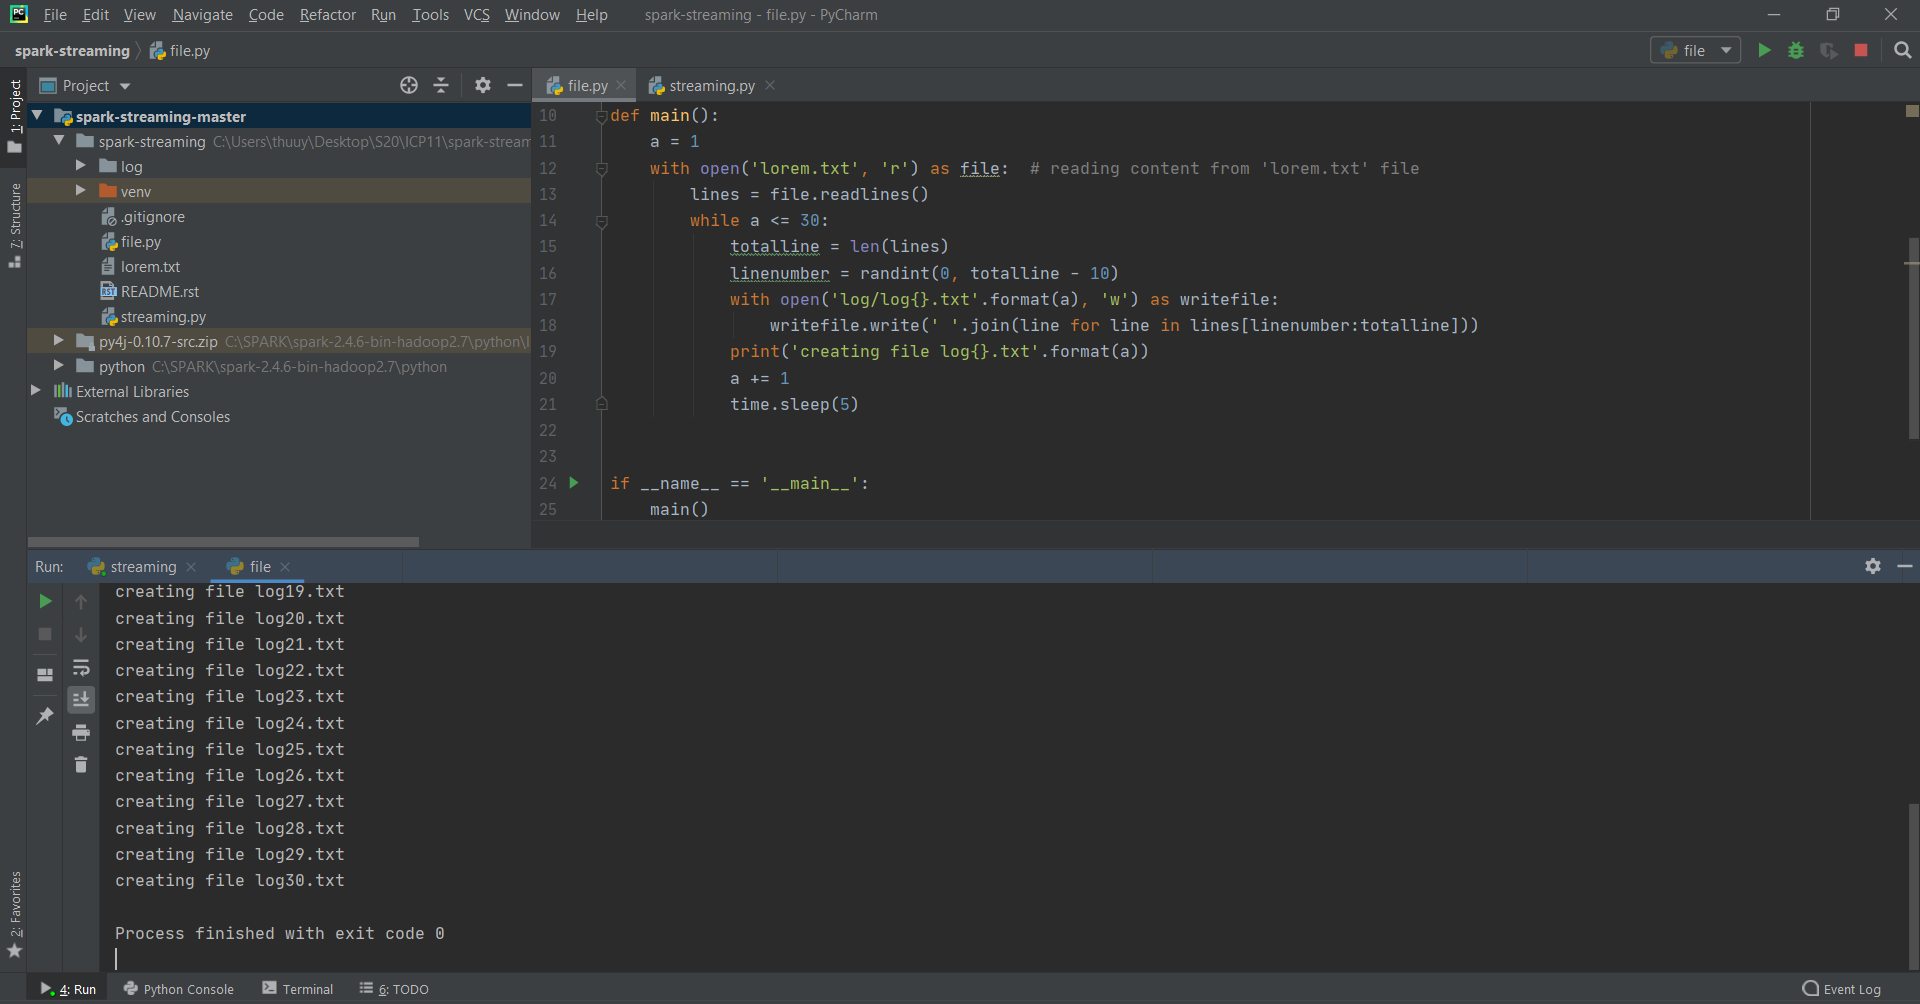 PC File Edit View Navigate Code Refactor Run Tools VCS Window Help spark-streaming - file.py - PyCharm
spark-streaming file.py file
1: Project
7: Structure
2: Favorites
Project
spark-streaming-master
spark-streaming C:\Users\thuuy\Desktop\S20\ICP11\spark-stream
log
venv
.gitignore
file.py
lorem.txt
RST README.rst
streaming.py
py4j-0.10.7-src.zip C:\SPARK\spark-2.4.6-bin-hadoop2.7\python\l
python C:\SPARK\spark-2.4.6-bin-hadoop2.7\python
External Libraries
Scratches and Consoles
file.py streaming.py
10 def main():
11 a = 1
12 with open('lorem.txt', 'r') as file: # reading content from 'lorem.txt' file
13 lines = file.readlines()
14 while a <= 30:
15 totalline = len(lines)
16 linenumber = randint(0, totalline - 10)
17 with open('log/log{}.txt'.format(a), 'w') as writefile:
18 writefile.write(' '.join(line for line in lines[linenumber:totalline]))
19 print('creating file log{}.txt'.format(a))
20 a += 1
21 time.sleep(5)
22
23
24 if __name__ == '__main__':
25 main()
Run: streaming file
creating file log19.txt
creating file log20.txt
creating file log21.txt
creating file log22.txt
creating file log23.txt
creating file log24.txt
creating file log25.txt
creating file log26.txt
creating file log27.txt
creating file log28.txt
creating file log29.txt
creating file log30.txt
Process finished with exit code 0
4: Run Python Console Terminal 6: TODO Event Log